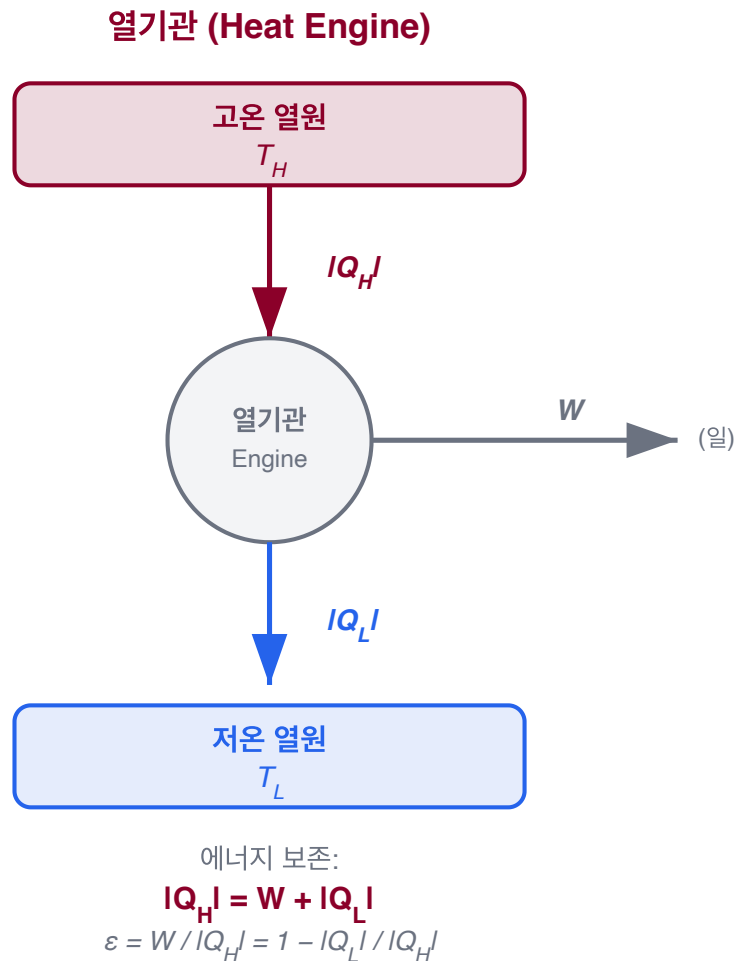 열기관 (Heat Engine)
고온 열원
T_H
|Q_H|
열기관
Engine
W
(일)
|Q_L|
저온 열원
T_L
에너지 보존:
|Q_H| = W + |Q_L|
ε = W / |Q_H| = 1 − |Q_L| / |Q_H|